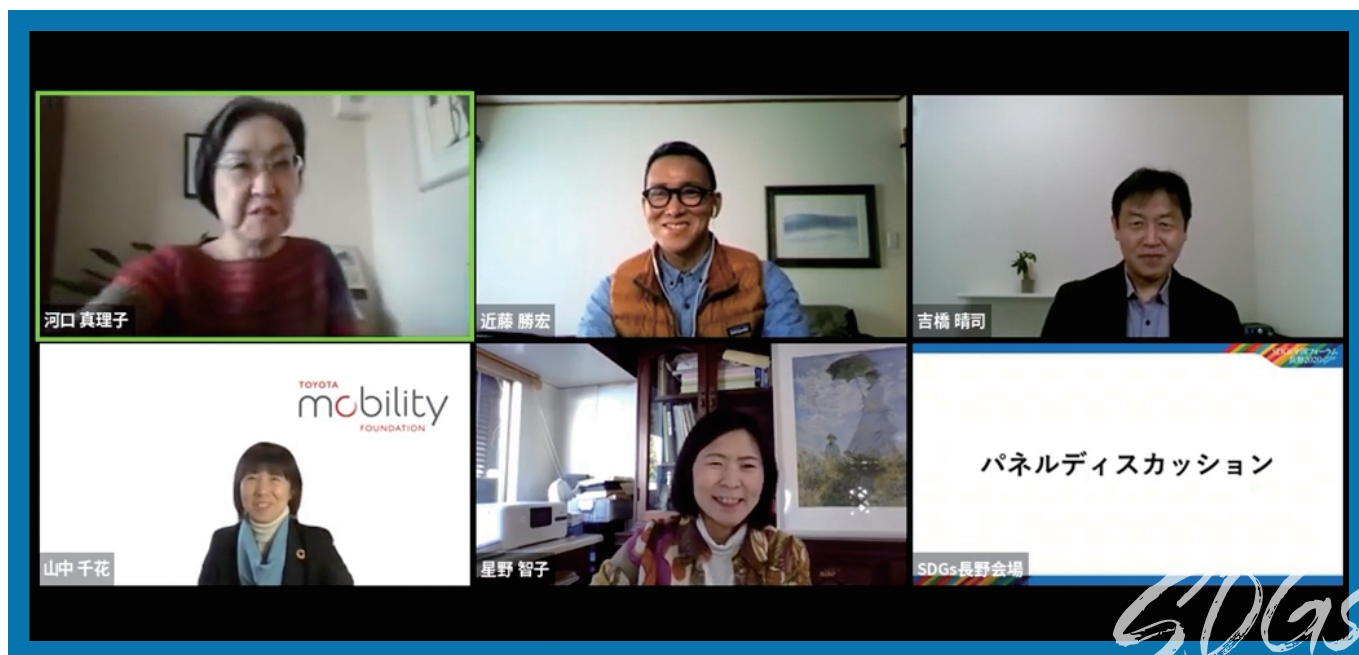 河口 真理子
近藤 勝宏
吉橋 晴司
TOYOTA
mobility
FOUNDATION
山中 千花
星野 智子
パネルディスカッション
SDGs長野会場
SDGs